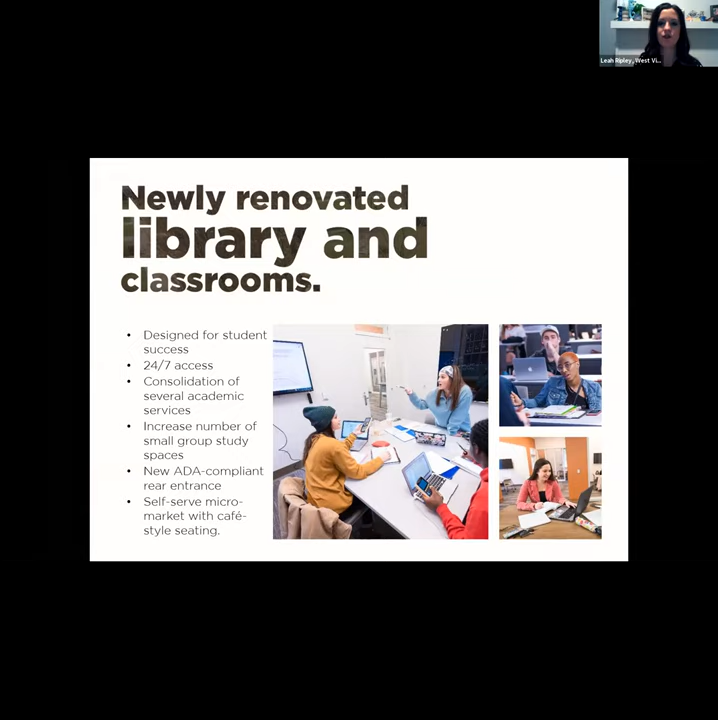 Leah Ripley, West Vi...
Newly renovated
library and
classrooms.
• Designed for student
success
• 24/7 access
• Consolidation of
several academic
services
• Increase number of
small group study
spaces
• New ADA-compliant
rear entrance
• Self-serve micro-
market with café-
style seating.